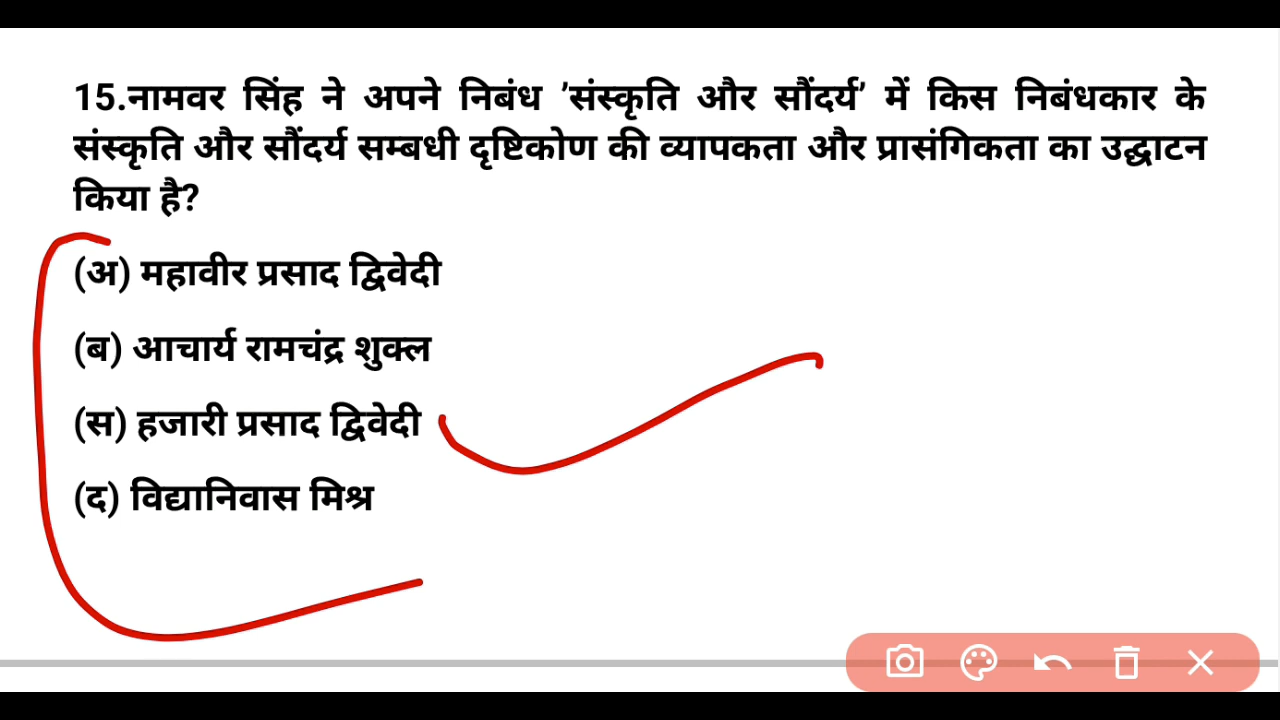 15.नामवर सिंह ने अपने निबंध ’संस्कृति और सौंदर्य’ में किस निबंधकार के
संस्कृति और सौंदर्य सम्बधी दृष्टिकोण की व्यापकता और प्रासंगिकता का उद्घाटन
किया है?
(अ) महावीर प्रसाद द्विवेदी
(ब) आचार्य रामचंद्र शुक्ल
(स) हजारी प्रसाद द्विवेदी
(द) विद्यानिवास मिश्र